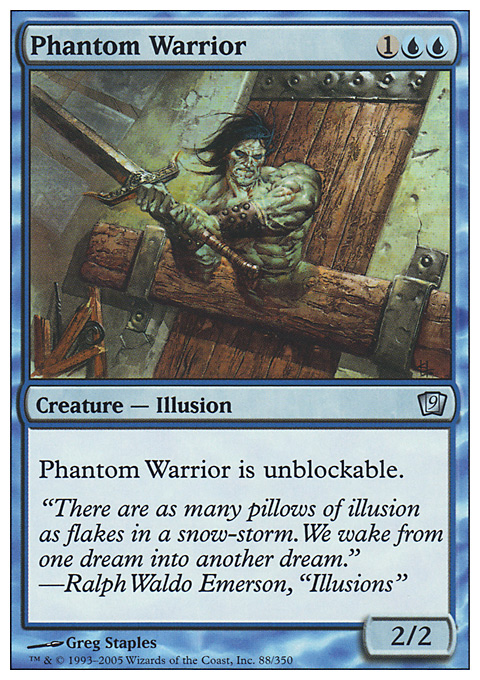 Phantom Warrior 1
Creature — Illusion 9
Phantom Warrior is unblockable.
“There are as many pillows of illusion
as flakes in a snow-storm. We wake from
one dream into another dream.”
—Ralph Waldo Emerson, “Illusions”
2/2
Greg Staples
™ & © 1993–2005 Wizards of the Coast, Inc. 88/350